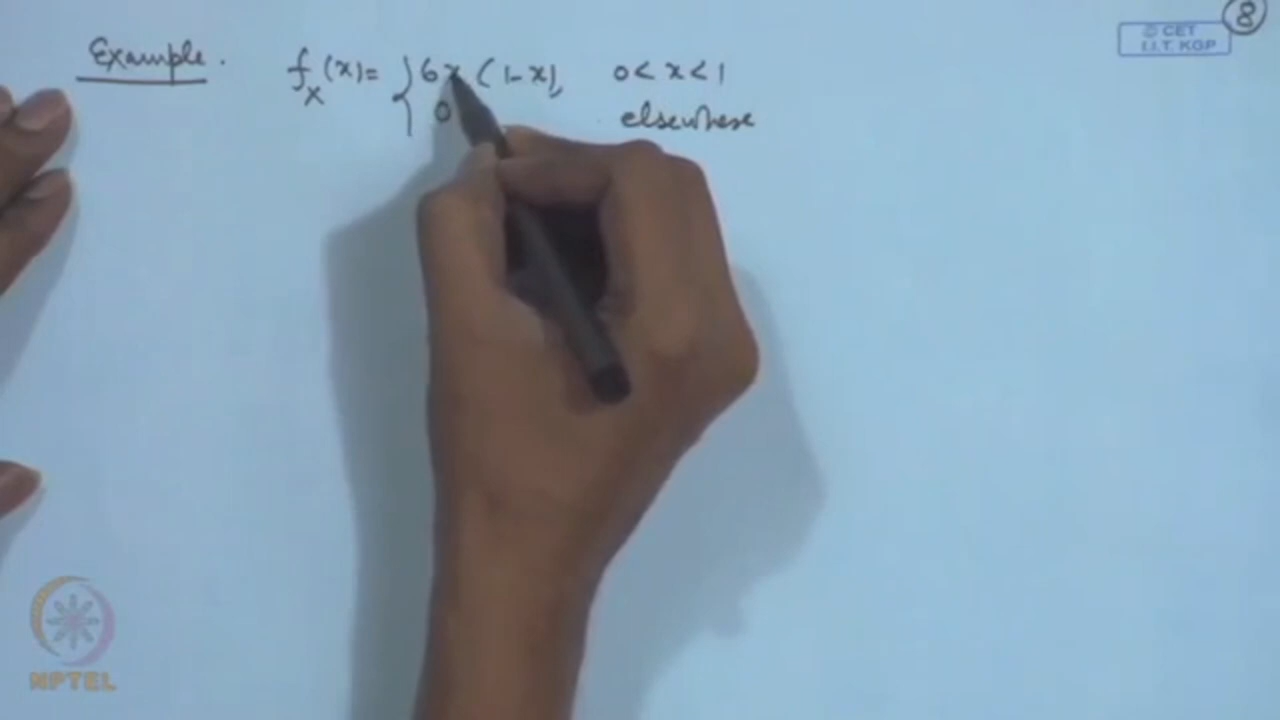 8
© CET
I.I.T. KGP
Example. f_X(x) = { 6x (1-x), 0 < x < 1
0 elsewhere
NPTEL